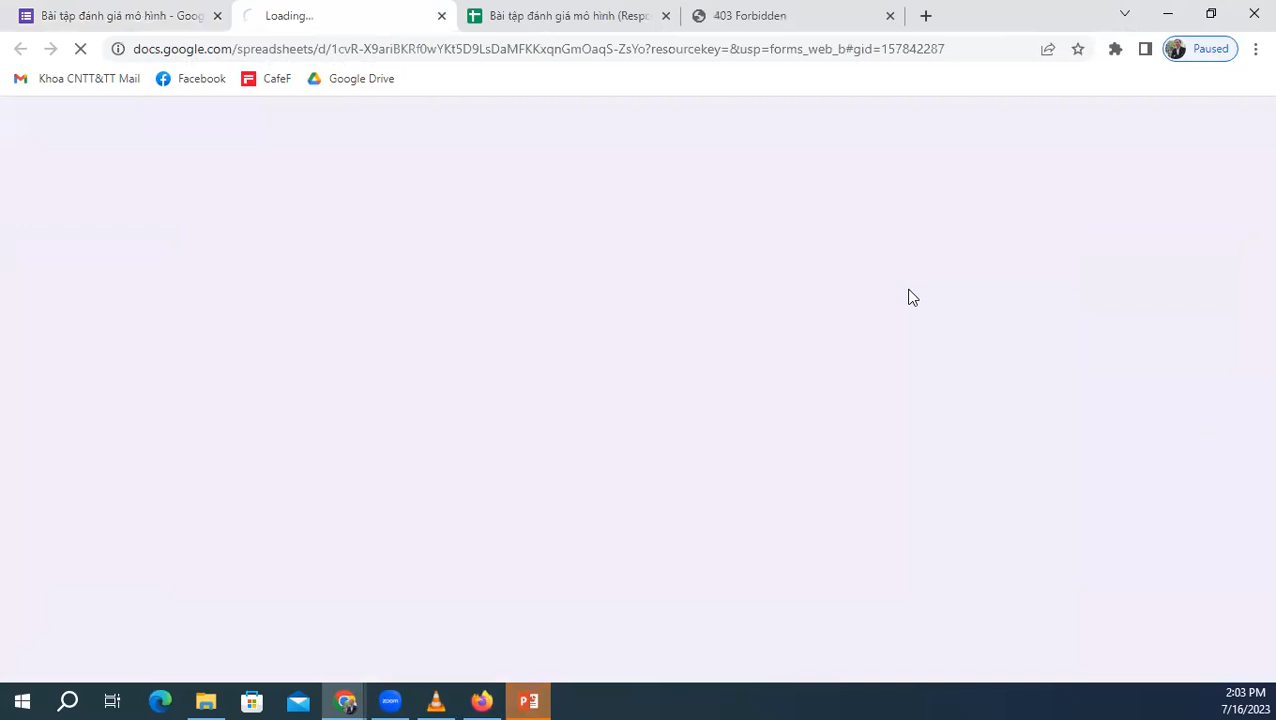 Bài tập đánh giá mô hình - Goog
Loading...
Bài tập đánh giá mô hình (Resp
403 Forbidden
docs.google.com/spreadsheets/d/1cvR-X9ariBKRf0wYKt5D9LsDaMFKKxqnGmOaqS-ZsYo?resourcekey=&usp=forms_web_b#gid=157842287
Paused
Khoa CNTT&TT Mail
Facebook
CafeF
Google Drive
zoom
2:03 PM
7/16/2023